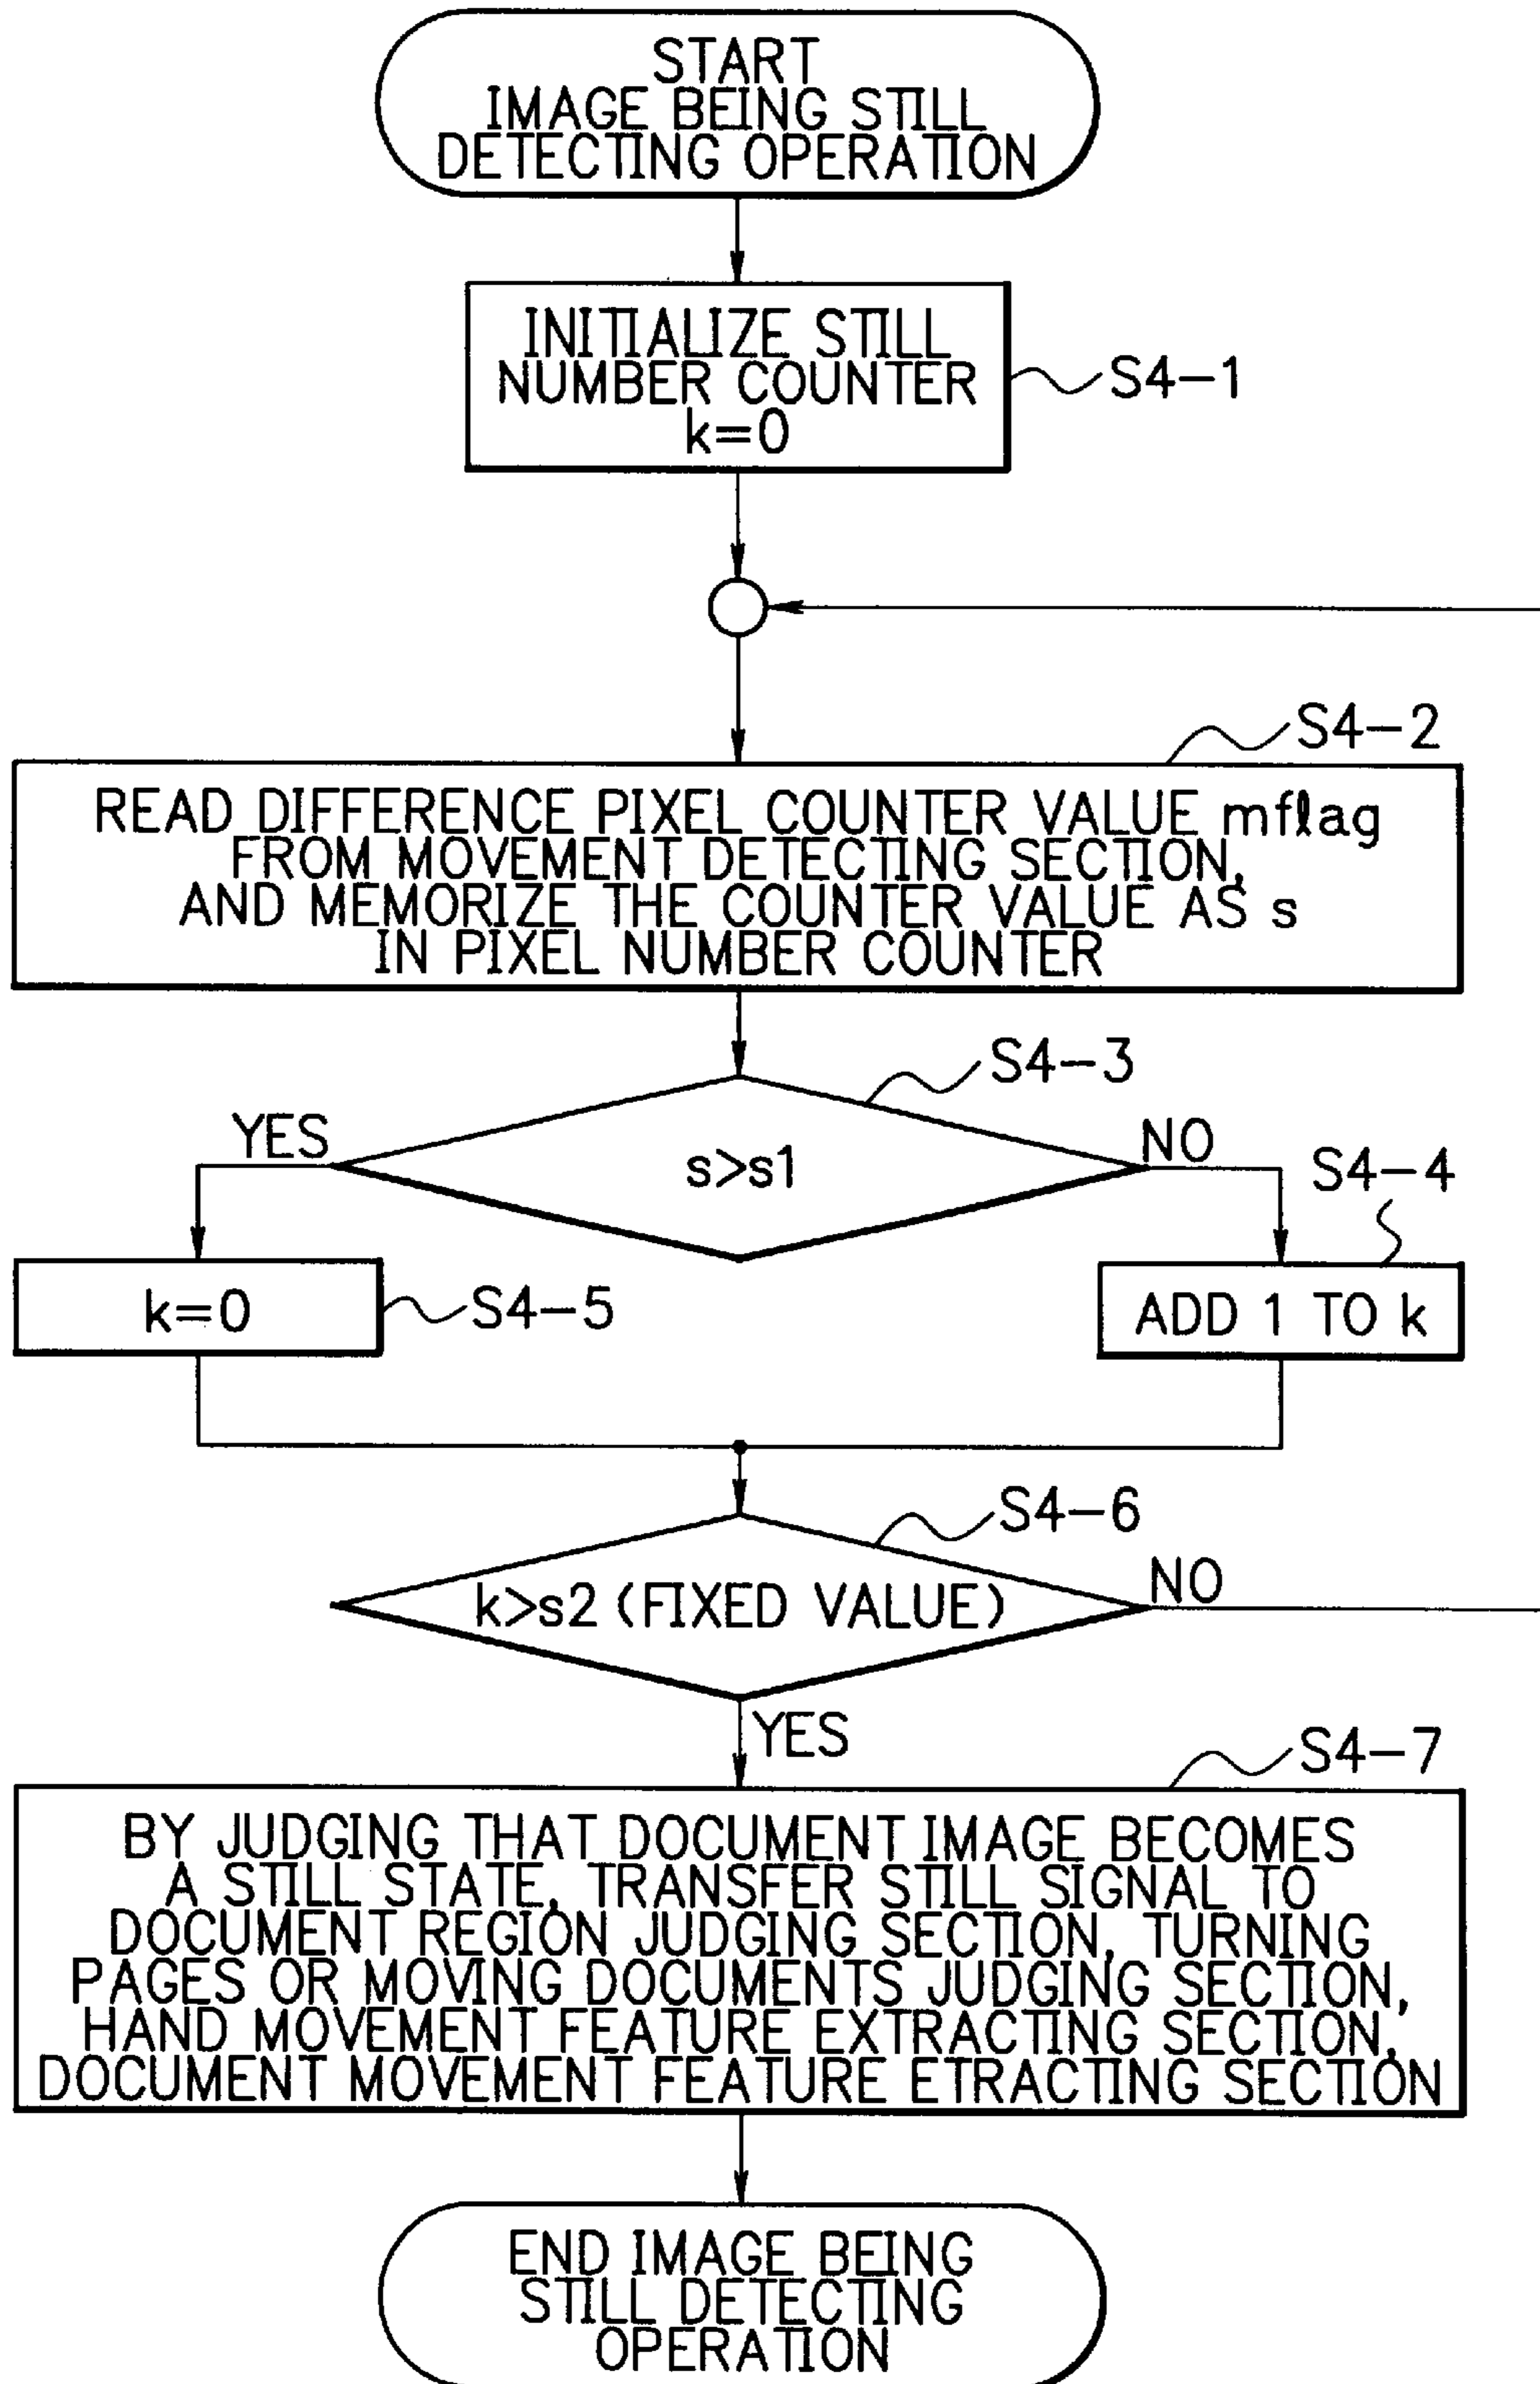 START
IMAGE BEING STILL
DETECTING OPERATION
INITIALIZE STILL
NUMBER COUNTER
k=0
S4-1
S4-2
READ DIFFERENCE PIXEL COUNTER VALUE mflag
FROM MOVEMENT DETECTING SECTION,
AND MEMORIZE THE COUNTER VALUE AS s
IN PIXEL NUMBER COUNTER
S4-3
YES
s>s1
NO
S4-4
k=0
S4-5
ADD 1 TO k
S4-6
k>s2 (FIXED VALUE)
NO
YES
S4-7
BY JUDGING THAT DOCUMENT IMAGE BECOMES
A STILL STATE, TRANSFER STILL SIGNAL TO
DOCUMENT REGION JUDGING SECTION, TURNING
PAGES OR MOVING DOCUMENTS JUDGING SECTION,
HAND MOVEMENT FEATURE EXTRACTING SECTION,
DOCUMENT MOVEMENT FEATURE ETRACTING SECTION
END IMAGE BEING
STILL DETECTING
OPERATION